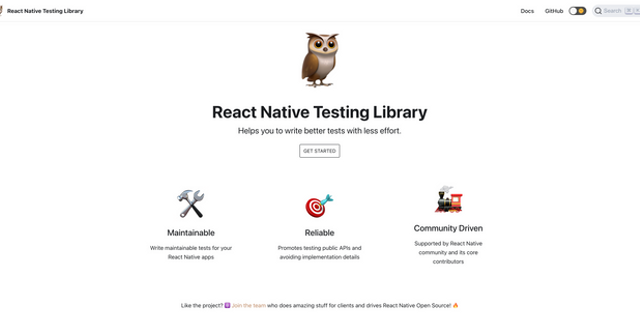 React Native Testing Library
Docs GitHub Search
React Native Testing Library
Helps you to write better tests with less effort.
GET STARTED
Maintainable
Write maintainable tests for your
React Native apps
Reliable
Promotes testing public APIs and
avoiding implementation details
Community Driven
Supported by React Native
community and its core
contributors
Like the project? ⚛️ Join the team who does amazing stuff for clients and drives React Native Open Source! 🔥